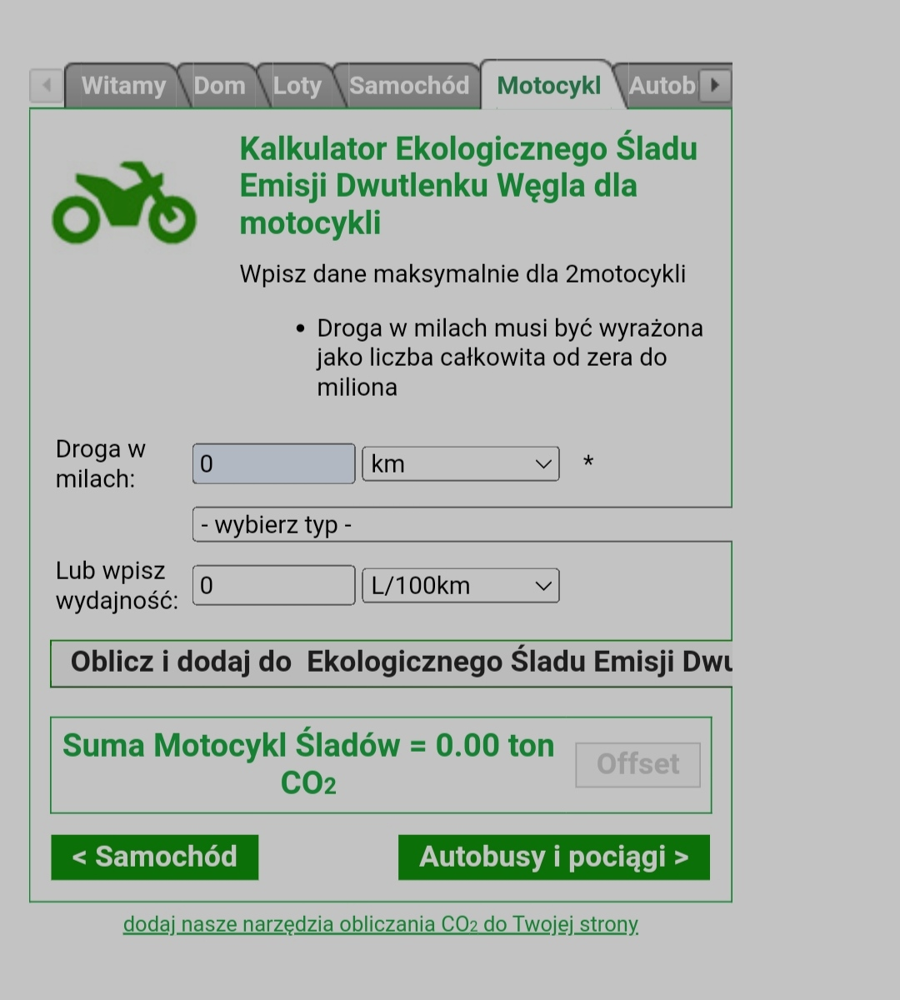 Witamy Dom Loty Samochód Motocykl Autob
Kalkulator Ekologicznego Śladu
Emisji Dwutlenku Węgla dla
motocykli
Wpisz dane maksymalnie dla 2motocykli
• Droga w milach musi być wyrażona
jako liczba całkowita od zera do
miliona
Droga w
milach:
0 km *
- wybierz typ -
Lub wpisz
wydajność:
0 L/100km
Oblicz i dodaj do Ekologicznego Śladu Emisji Dwu
Suma Motocykl Śladów = 0.00 ton
CO2
Offset
< Samochód Autobusy i pociągi >
dodaj nasze narzędzia obliczania CO2 do Twojej strony